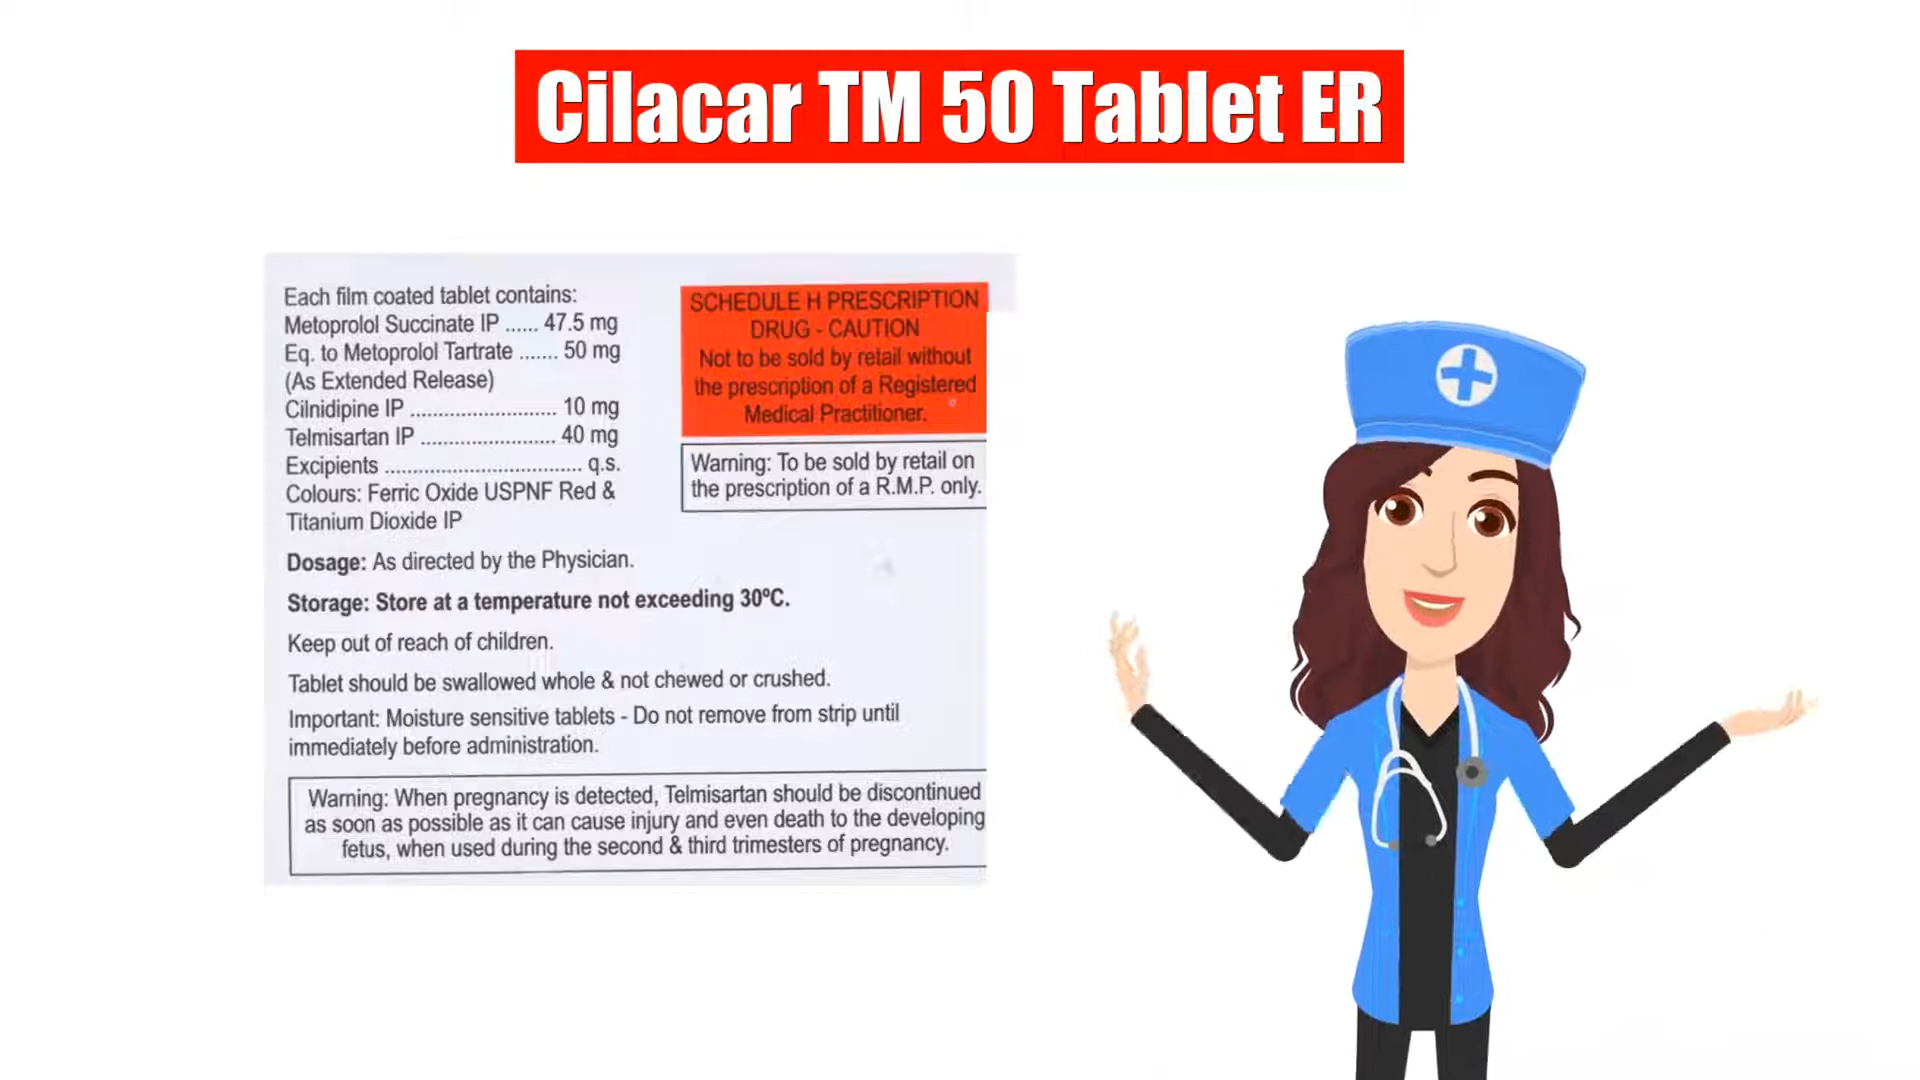 Cilacar TM 50 Tablet ER
Each film coated tablet contains:
Metoprolol Succinate IP ...... 47.5 mg
Eq. to Metoprolol Tartrate ....... 50 mg
(As Extended Release)
Cilnidipine IP .......................... 10 mg
Telmisartan IP ........................ 40 mg
Excipients ................................... q.s.
Colours: Ferric Oxide USPNF Red &
Titanium Dioxide IP
SCHEDULE H PRESCRIPTION
DRUG - CAUTION
Not to be sold by retail without
the prescription of a Registered
Medical Practitioner.
Warning: To be sold by retail on
the prescription of a R.M.P. only.
Dosage: As directed by the Physician.
Storage: Store at a temperature not exceeding 30ºC.
Keep out of reach of children.
Tablet should be swallowed whole & not chewed or crushed.
Important: Moisture sensitive tablets - Do not remove from strip until
immediately before administration.
Warning: When pregnancy is detected, Telmisartan should be discontinued
as soon as possible as it can cause injury and even death to the developing
fetus, when used during the second & third trimesters of pregnancy.